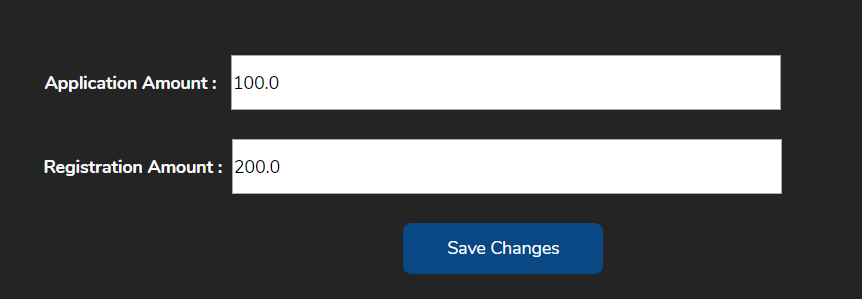 Application Amount : 100.0
Registration Amount : 200.0
Save Changes